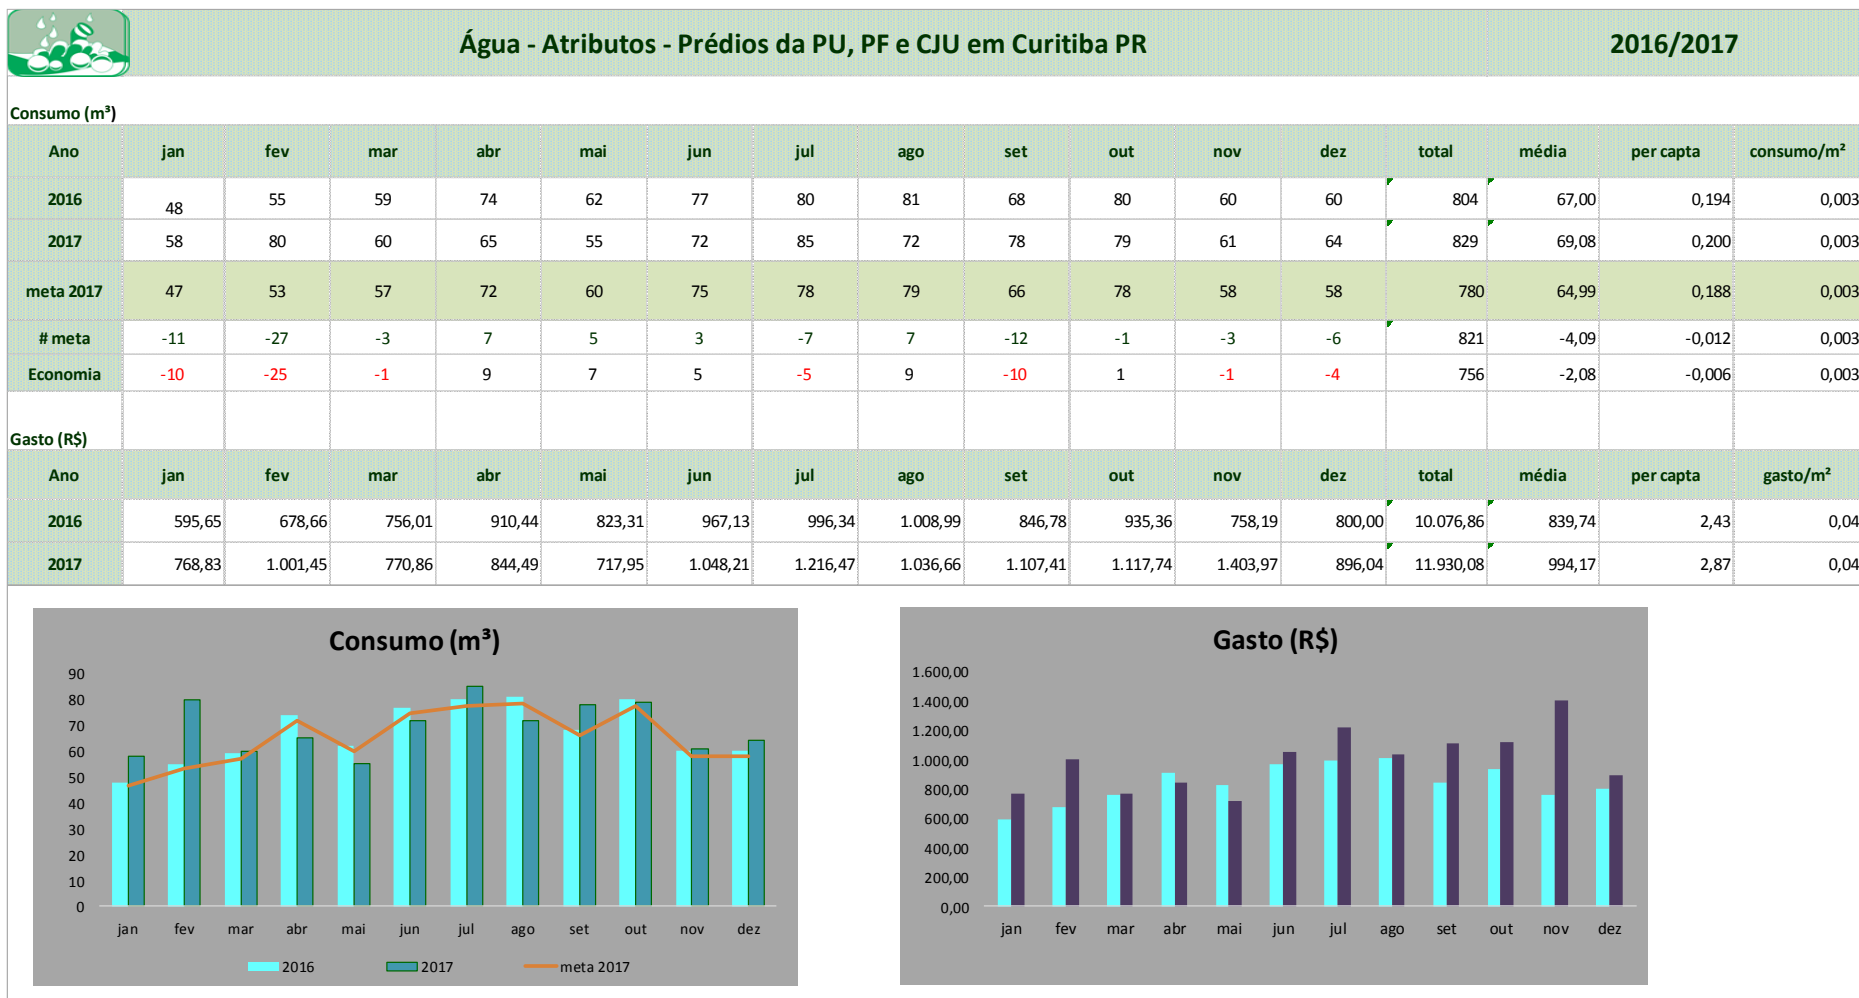 Água - Atributos - Prédios da PU, PF e CJU em Curitiba PR 2016/2017
Consumo (m³)
Ano jan fev mar abr mai jun jul ago set out nov dez total média per capta consumo/m²
2016 48 55 59 74 62 77 80 81 68 80 60 60 804 67,00 0,194 0,003
2017 58 80 60 65 55 72 85 72 78 79 61 64 829 69,08 0,200 0,003
meta 2017 47 53 57 72 60 75 78 79 66 78 58 58 780 64,99 0,188 0,003
# meta -11 -27 -3 7 5 3 -7 7 -12 -1 -3 -6 821 -4,09 -0,012 0,003
Economia -10 -25 -1 9 7 5 -5 9 -10 1 -1 -4 756 -2,08 -0,006 0,003
Gasto (R$)
Ano jan fev mar abr mai jun jul ago set out nov dez total média per capta gasto/m²
2016 595,65 678,66 756,01 910,44 823,31 967,13 996,34 1.008,99 846,78 935,36 758,19 800,00 10.076,86 839,74 2,43 0,04
2017 768,83 1.001,45 770,86 844,49 717,95 1.048,21 1.216,47 1.036,66 1.107,41 1.117,74 1.403,97 896,04 11.930,08 994,17 2,87 0,04
Consumo (m³)
90
80
70
60
50
40
30
20
10
0
jan fev mar abr mai jun jul ago set out nov dez
2016 2017 meta 2017
Gasto (R$)
1.600,00
1.400,00
1.200,00
1.000,00
800,00
600,00
400,00
200,00
0,00
jan fev mar abr mai jun jul ago set out nov dez